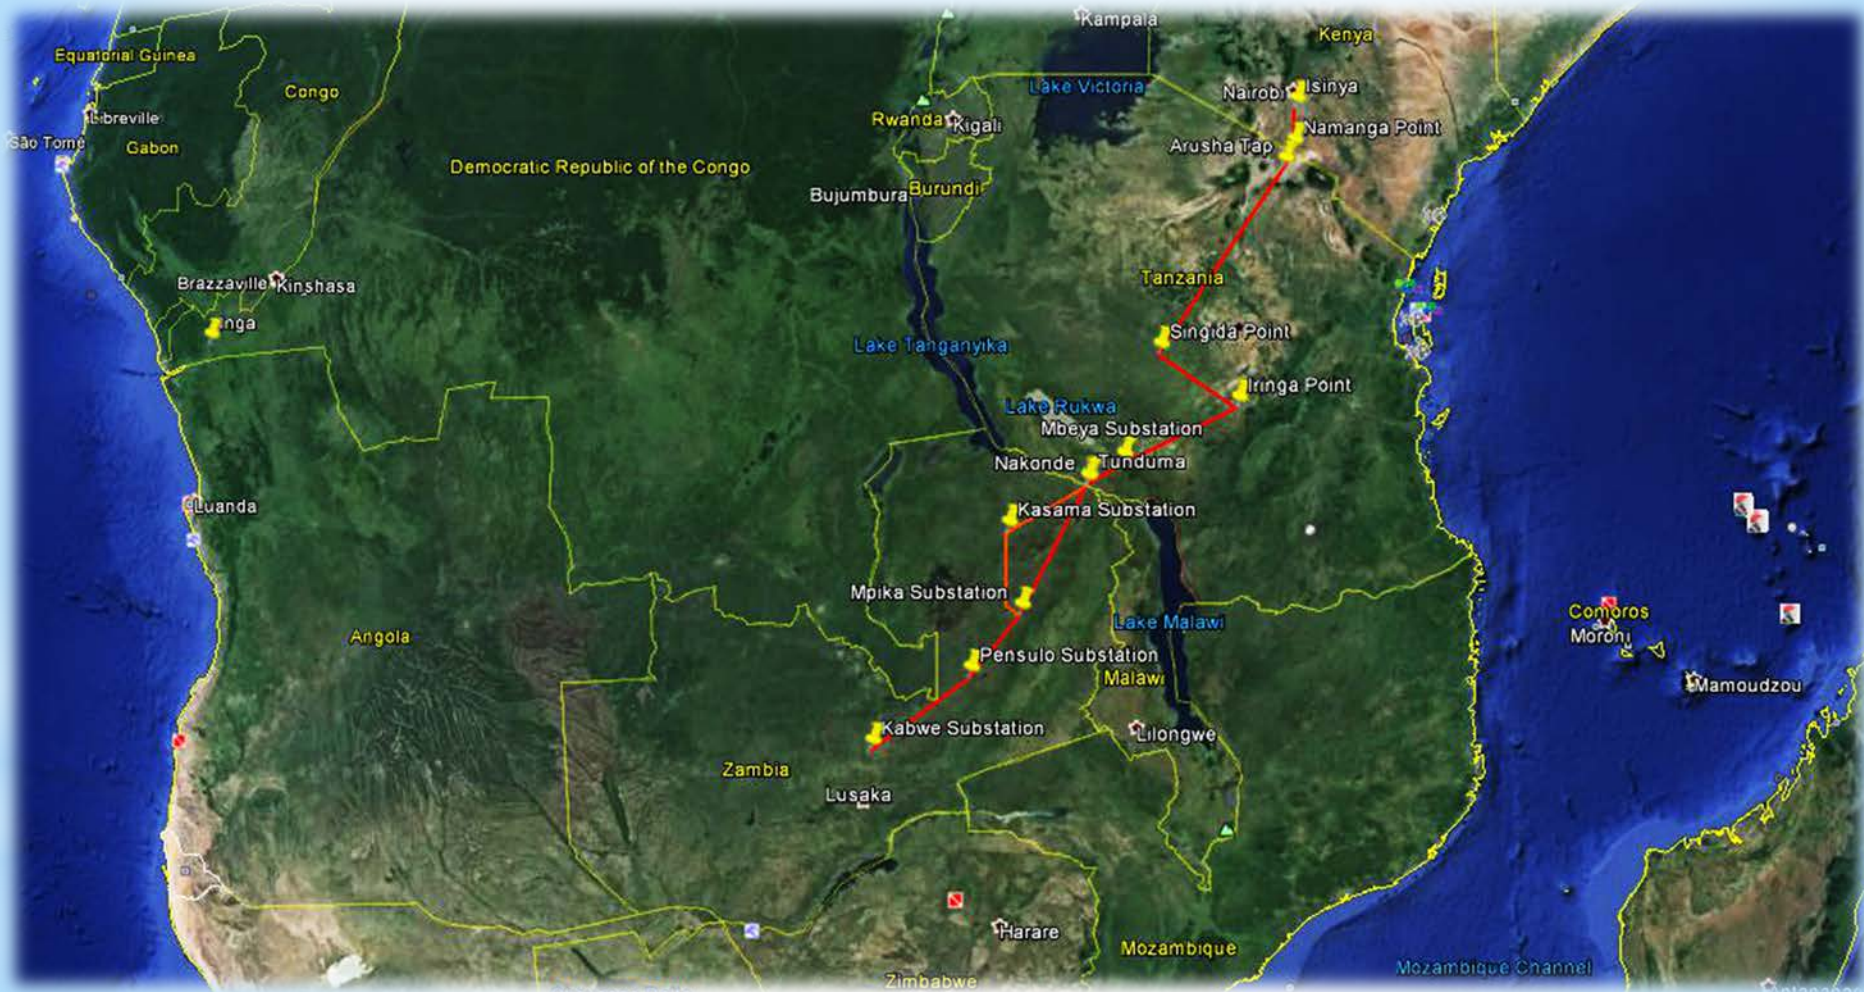 Kampala
Kenya
Equatorial Guinea
Congo
Lake Victoria
Nairobi
Isinya
Libreville
Rwanda
Kigali
Namanga Point
São Tomé
Gabon
Arusha Tap
Democratic Republic of the Congo
Bujumbura
Burundi
Tanzania
Brazzaville
Kinshasa
Inga
Singida Point
Lake Tanganyika
Iringa Point
Lake Rukwa
Mbeya Substation
Nakonde
Tunduma
Luanda
Kasama Substation
Mpika Substation
Comoros
Lake Malawi
Moroni
Angola
Pensulo Substation
Malawi
Mamoudzou
Kabwe Substation
Lilongwe
Zambia
Lusaka
Harare
Mozambique
Mozambique Channel
Zimbabwe